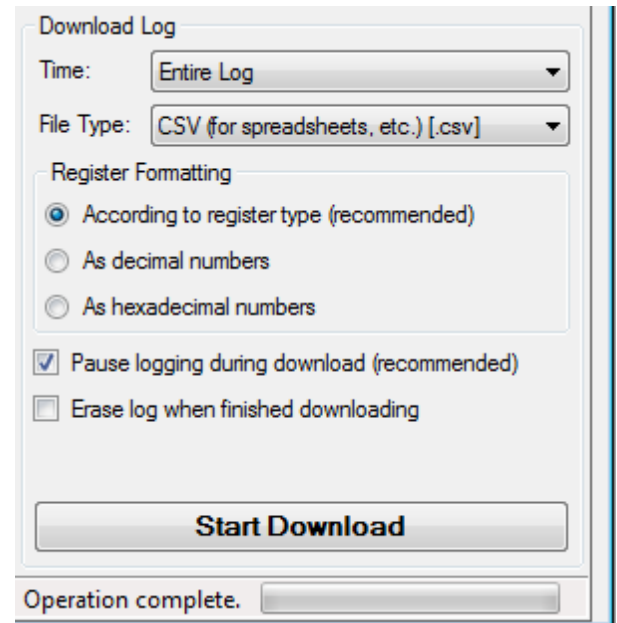 Download Log
Time: Entire Log
File Type: CSV (for spreadsheets, etc.) [.csv]
Register Formatting
According to register type (recommended)
As decimal numbers
As hexadecimal numbers
Pause logging during download (recommended)
Erase log when finished downloading
Start Download
Operation complete.